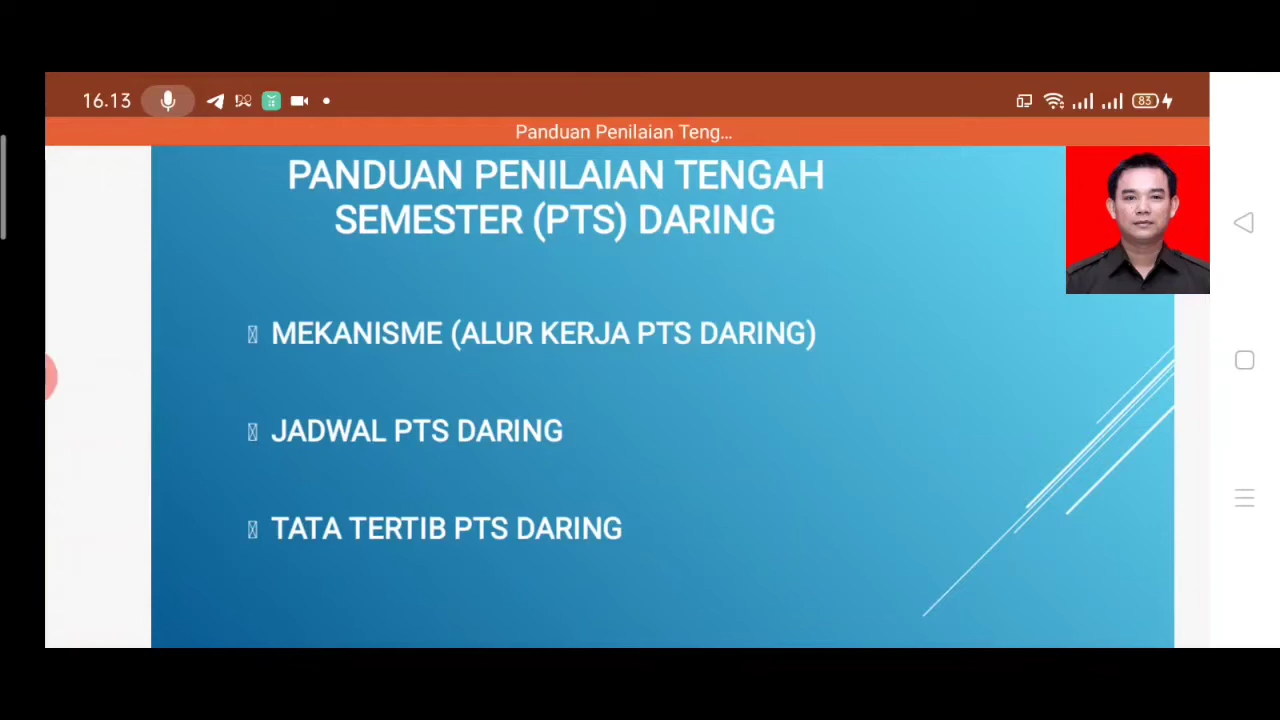 16.13
83
Panduan Penilaian Teng...
PANDUAN PENILAIAN TENGAH
SEMESTER (PTS) DARING
MEKANISME (ALUR KERJA PTS DARING)
JADWAL PTS DARING
TATA TERTIB PTS DARING